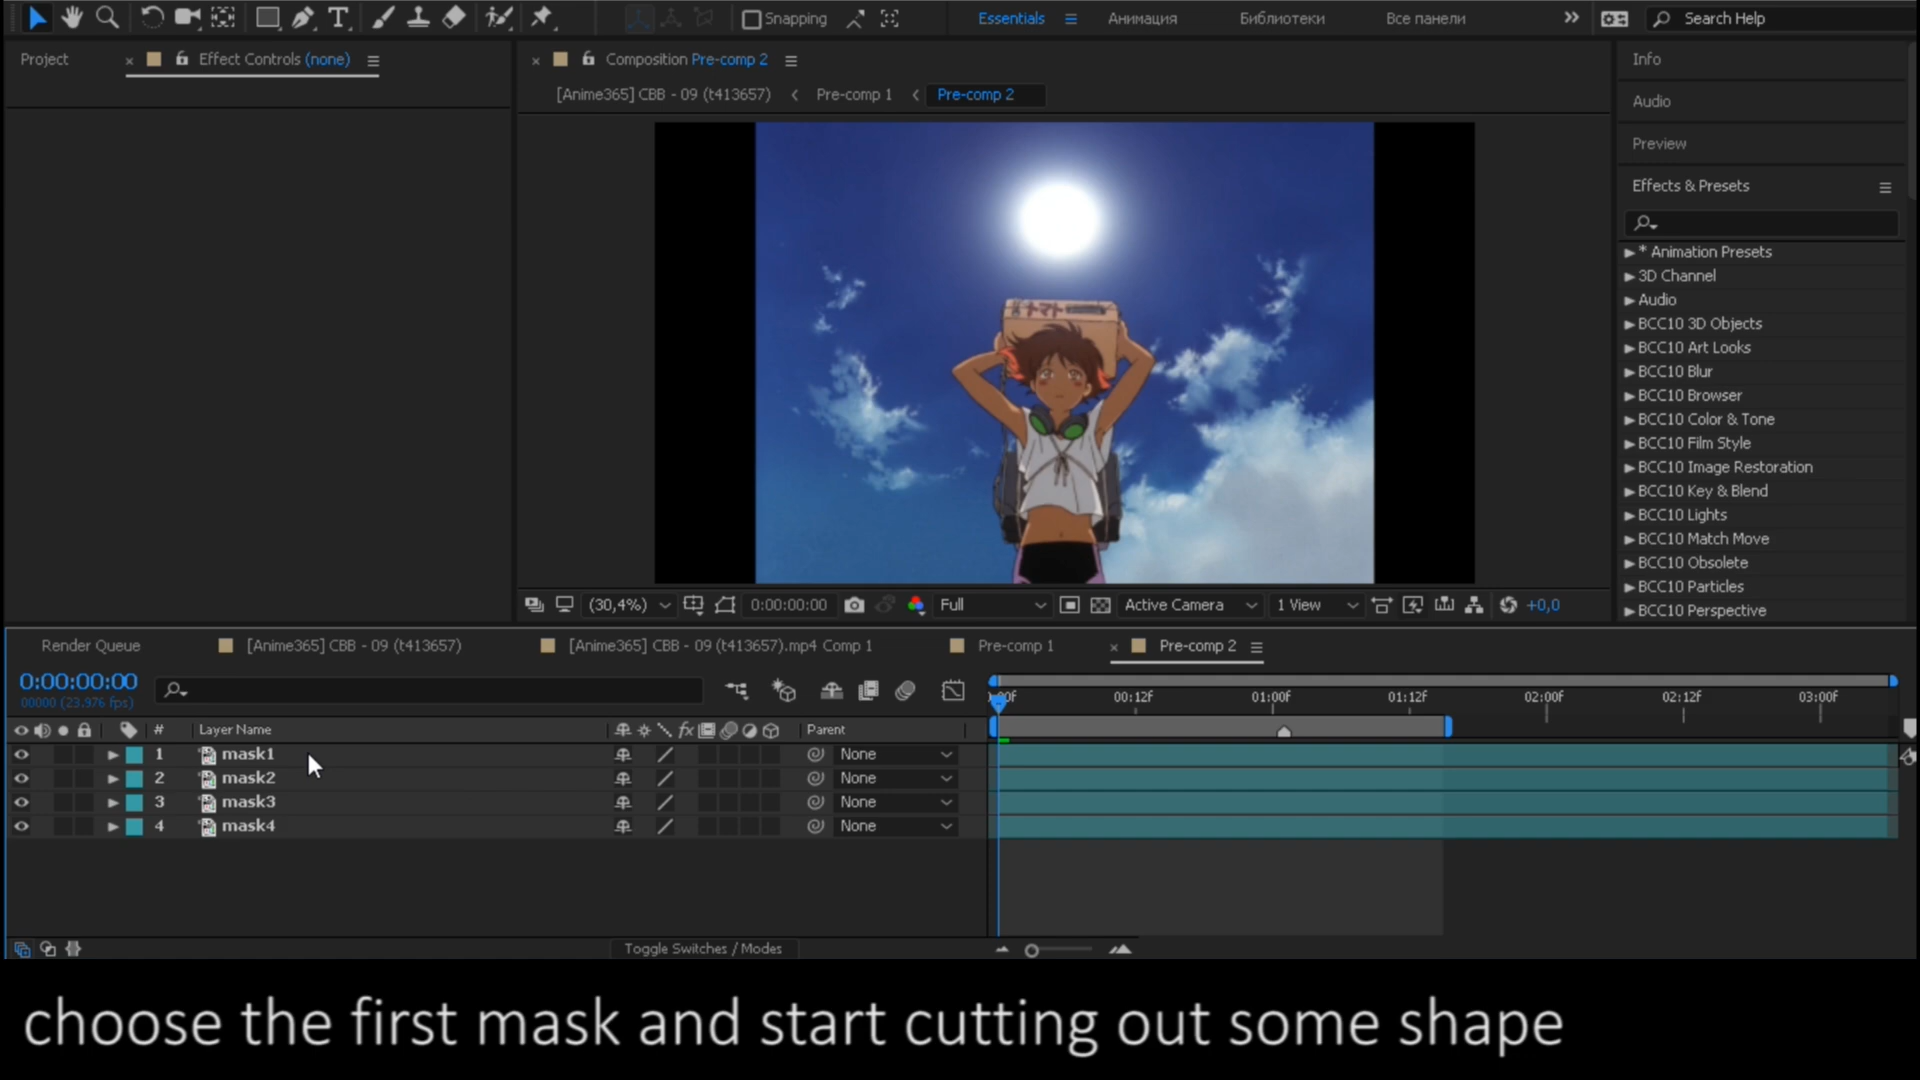 Snapping
Essentials
Анимация
Библиотеки
Все панели
Search Help
Project
Effect Controls (none)
Composition Pre-comp 2
[Anime365] CBB - 09 (t413657)
Pre-comp 1
Pre-comp 2
トマト
Info
Audio
Preview
Effects & Presets
* Animation Presets
3D Channel
Audio
BCC10 3D Objects
BCC10 Art Looks
BCC10 Blur
BCC10 Browser
BCC10 Color & Tone
BCC10 Film Style
BCC10 Image Restoration
BCC10 Key & Blend
BCC10 Lights
BCC10 Match Move
BCC10 Obsolete
BCC10 Particles
BCC10 Perspective
(30,4%)
0:00:00:00
Full
Active Camera
1 View
+0,0
Render Queue
[Anime365] CBB - 09 (t413657)
[Anime365] CBB - 09 (t413657).mp4 Comp 1
Pre-comp 1
Pre-comp 2
0:00:00:00
00000 (23.976 fps)
00:12f
01:00f
01:12f
02:00f
02:12f
03:00f
# Layer Name
fx
Parent
1 mask1 None
2 mask2 None
3 mask3 None
4 mask4 None
Toggle Switches / Modes
choose the first mask and start cutting out some shape